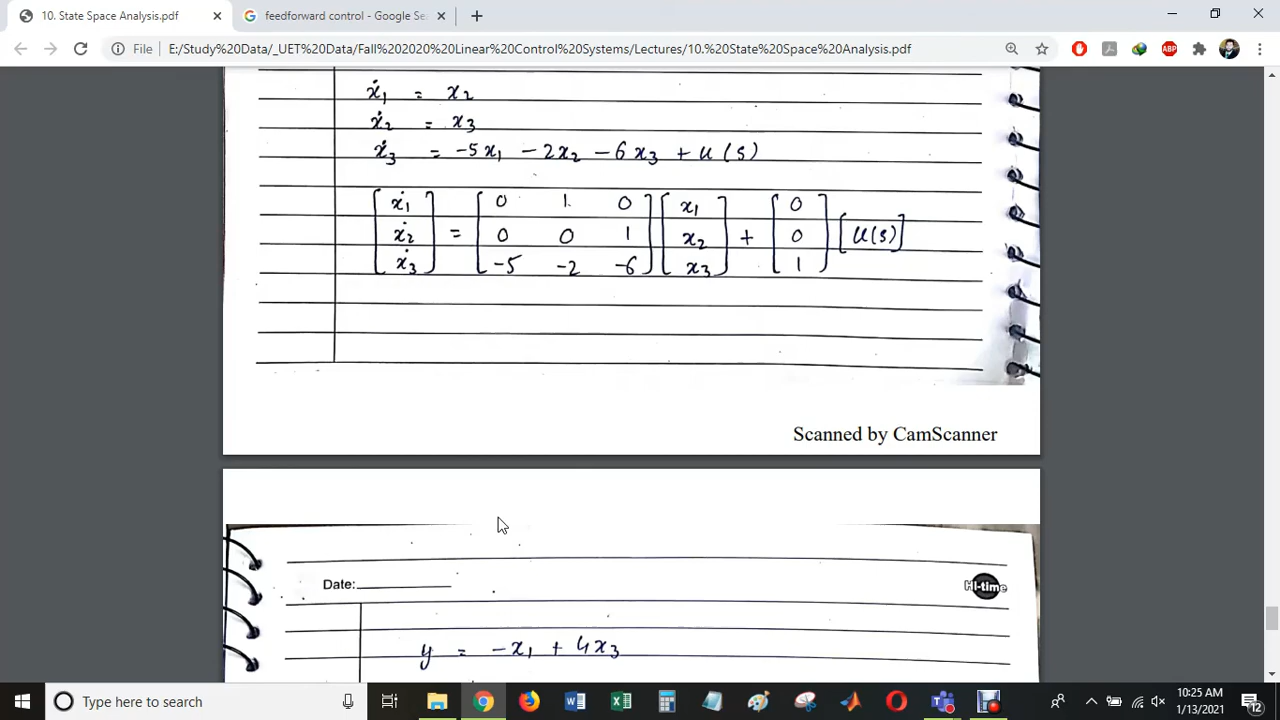 10. State Space Analysis.pdf
feedforward control - Google Se
File
E:/Study%20Data/_UET%20Data/Fall%202020%20Linear%20Control%20Systems/Lectures/10.%20State%20Space%20Analysis.pdf
ABP
ẋ1 = x2
ẋ2 = x3
ẋ3 = -5x1 - 2x2 - 6x3 + u(s)
[ẋ1] [0 1 0] [x1] [0]
[ẋ2] = [0 0 1] [x2] + [0] [u(s)]
[ẋ3] [-5 -2 -6] [x3] [1]
Scanned by CamScanner
Date:
Hi-time
y = -x1 + 4x3
Type here to search
10:25 AM
1/13/2021
12